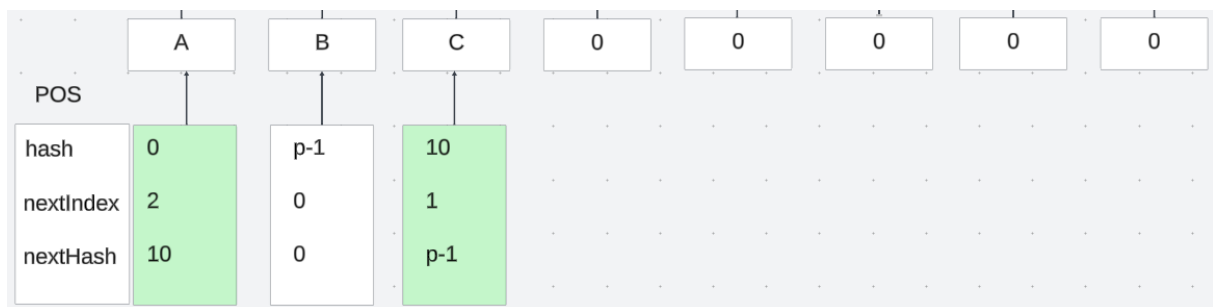 A B C 0 0 0 0 0
POS
hash 0 p-1 10
nextIndex 2 0 1
nextHash 10 0 p-1